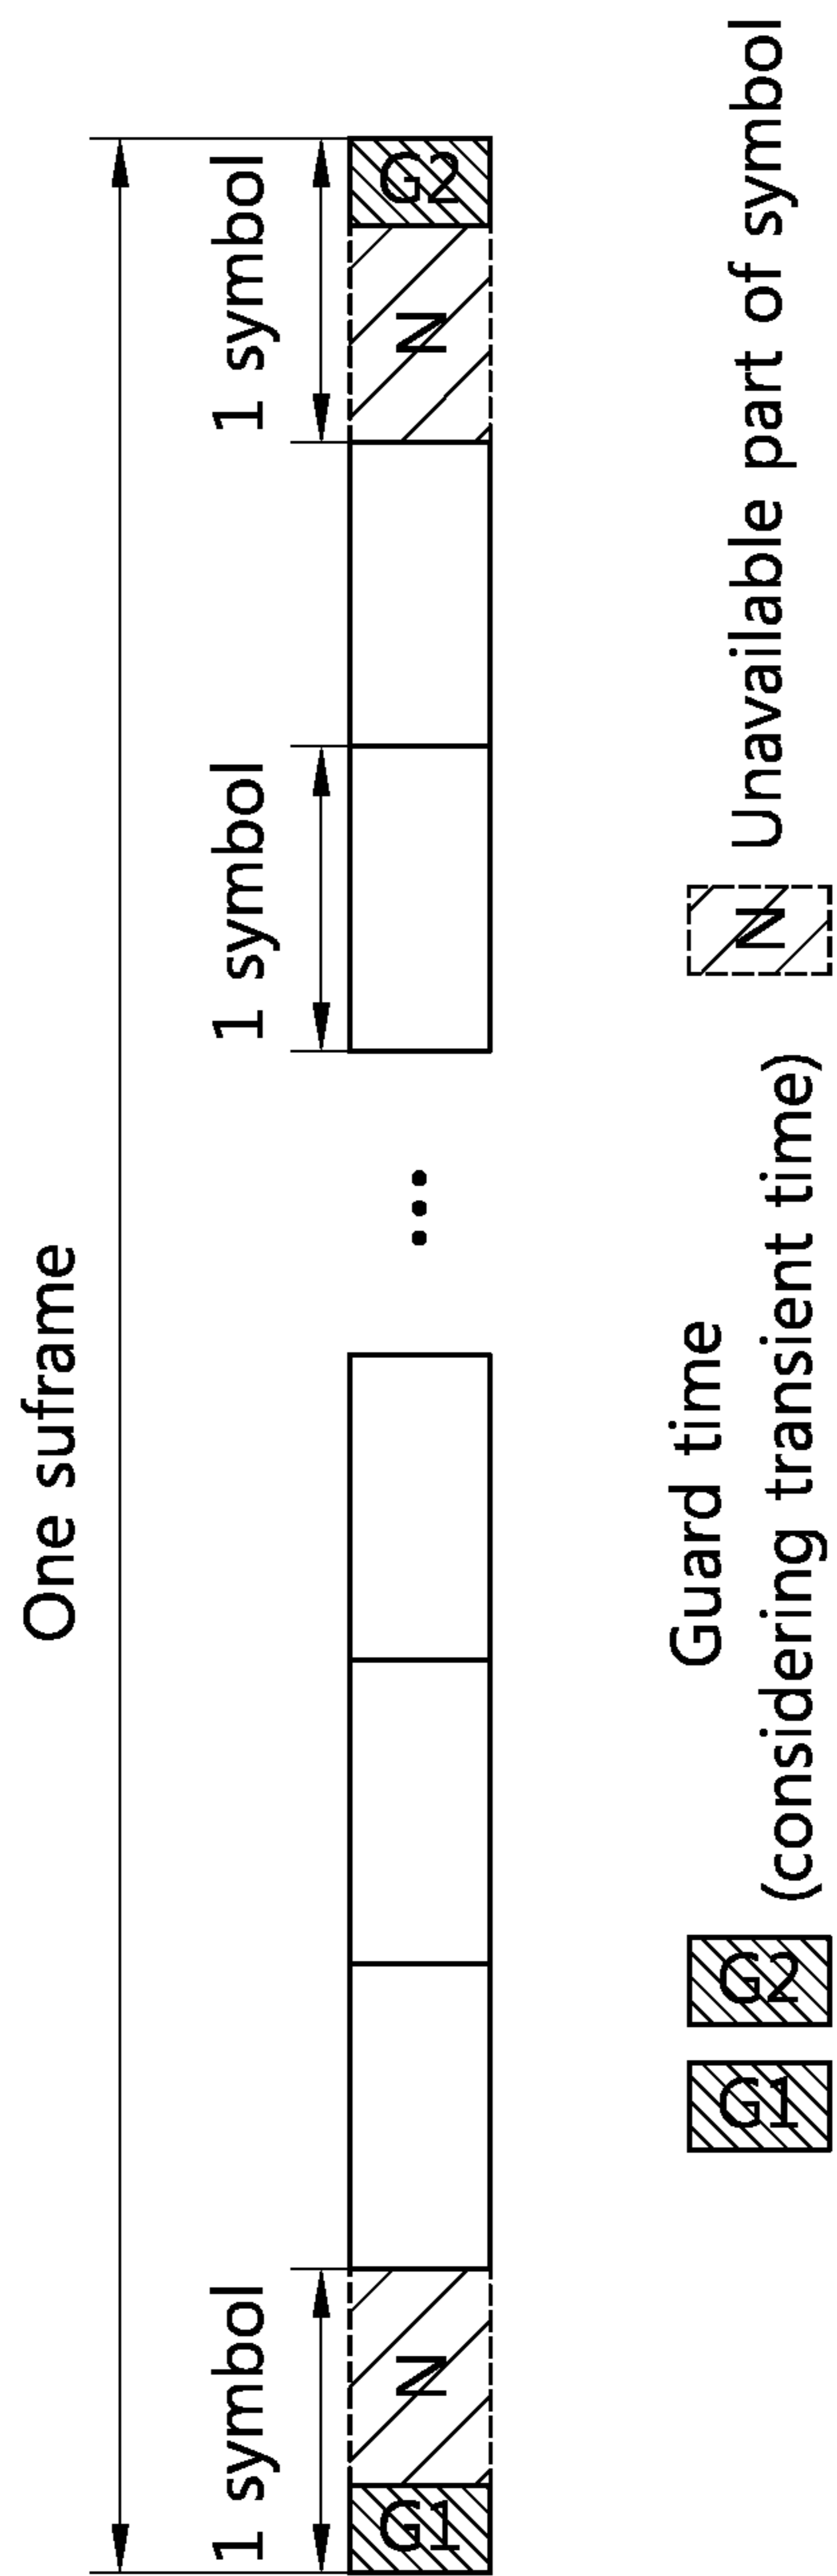 One suframe
1 symbol
1 symbol
1 symbol
G1
N
...
N
G2
G1
G2
Guard time
(considering transient time)
N
Unavailable part of symbol